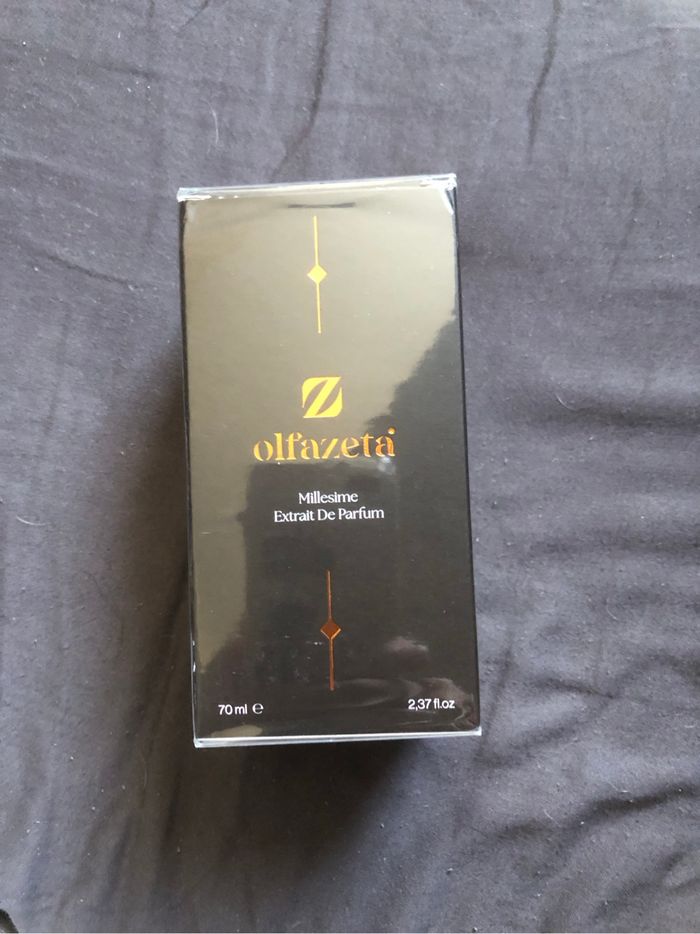 Z
olfazeta
Millesime
Extrait De Parfum
70 ml ℮
2,37 fl.oz